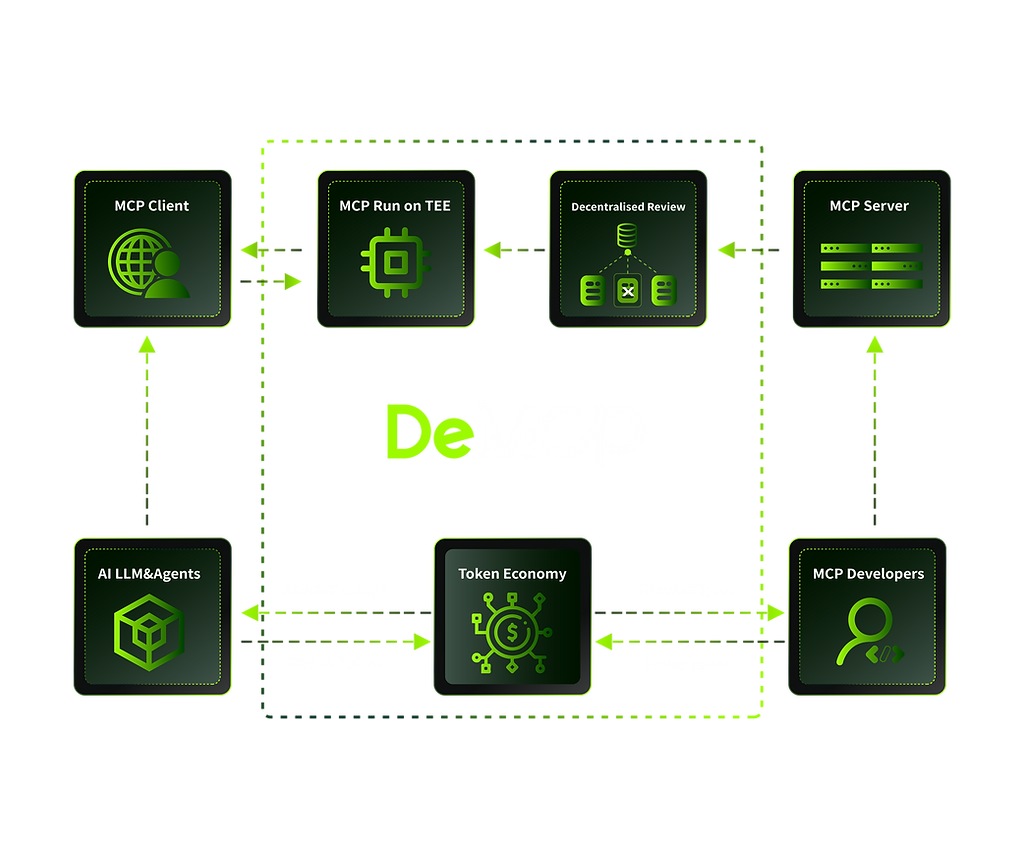 MCP Client
MCP Run on TEE
Decentralised Review
MCP Server
De
AI LLM&Agents
Token Economy
MCP Developers